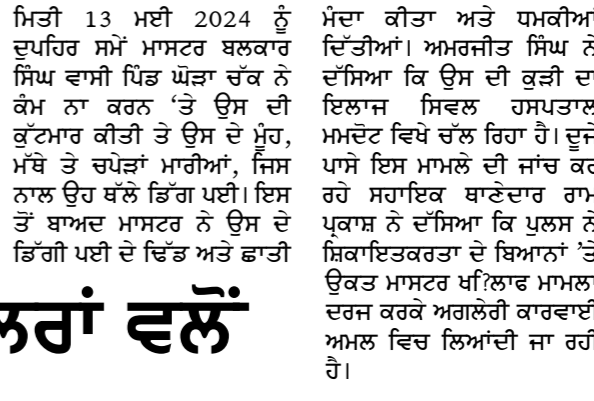 ਮਿਤੀ 13 ਮਈ 2024 ਨੂੰ
ਦੁਪਹਿਰ ਸਮੇਂ ਮਾਸਟਰ ਬਲਕਾਰ
ਸਿੰਘ ਵਾਸੀ ਪਿੰਡ ਘੋੜਾ ਚੱਕ ਨੇ
ਕੰਮ ਨਾ ਕਰਨ ‘ਤੇ ਉਸ ਦੀ
ਕੁੱਟਮਾਰ ਕੀਤੀ ਤੇ ਉਸ ਦੇ ਮੂੰਹ,
ਮੱਥੇ ਤੇ ਚਪੇੜਾਂ ਮਾਰੀਆਂ, ਜਿਸ
ਨਾਲ ਉਹ ਥੱਲੇ ਡਿੱਗ ਪਈ। ਇਸ
ਤੋਂ ਬਾਅਦ ਮਾਸਟਰ ਨੇ ਉਸ ਦੇ
ਡਿੱਗੀ ਪਈ ਦੇ ਢਿੱਡ ਅਤੇ ਛਾਤੀ
ਲਰਾਂ ਵਲੋਂ
ਮੰਦਾ ਕੀਤਾ ਅਤੇ ਧਮਕੀਆਂ
ਦਿੱਤੀਆਂ। ਅਮਰਜੀਤ ਸਿੰਘ ਨੇ
ਦੱਸਿਆ ਕਿ ਉਸ ਦੀ ਕੁੜੀ ਦਾ
ਇਲਾਜ ਸਿਵਲ ਹਸਪਤਾਲ
ਮਮਦੋਟ ਵਿਖੇ ਚੱਲ ਰਿਹਾ ਹੈ। ਦੂਜੇ
ਪਾਸੇ ਇਸ ਮਾਮਲੇ ਦੀ ਜਾਂਚ ਕਰ
ਰਹੇ ਸਹਾਇਕ ਥਾਣੇਦਾਰ ਰਾਮ
ਪ੍ਰਕਾਸ਼ ਨੇ ਦੱਸਿਆ ਕਿ ਪੁਲਸ ਨੇ
ਸ਼ਿਕਾਇਤਕਰਤਾ ਦੇ ਬਿਆਨਾਂ ’ਤੇ
ਉਕਤ ਮਾਸਟਰ ਖਿ?ਲਾਫ ਮਾਮਲਾ
ਦਰਜ ਕਰਕੇ ਅਗਲੇਰੀ ਕਾਰਵਾਈ
ਅਮਲ ਵਿਚ ਲਿਆਂਦੀ ਜਾ ਰਹੀ
ਹੈ।